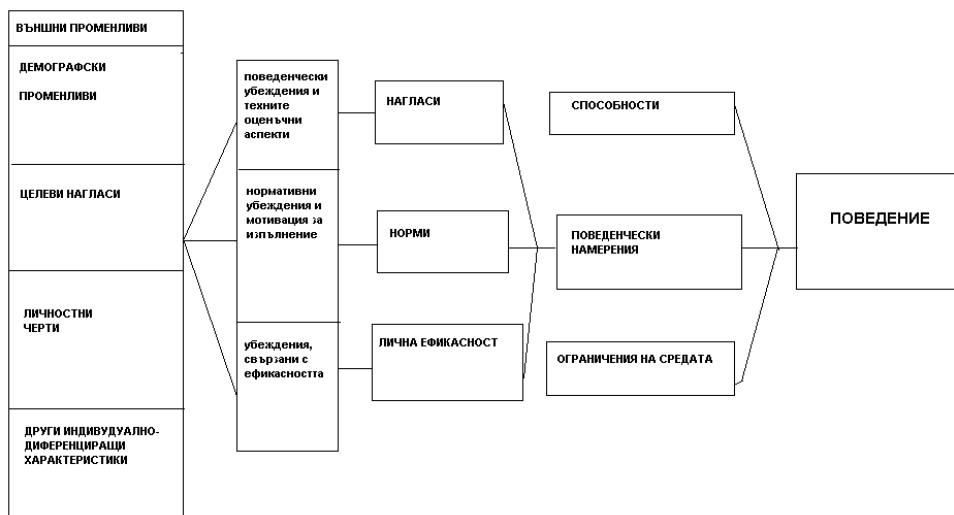 ВЪНШНИ ПРОМЕНЛИВИ
ДЕМОГРАФСКИ
ПРОМЕНЛИВИ
ЦЕЛЕВИ НАГЛАСИ
ЛИЧНОСТНИ
ЧЕРТИ
ДРУГИ ИНДИВУДУАЛНО-
ДИФЕРЕНЦИРАЩИ
ХАРАКТЕРИСТИКИ
поведенчески
убеждения и
техните
оценъчни
аспекти
нормативни
убеждения и
мотивация за
изпълнение
убеждения,
свързани с
ефикасността
НАГЛАСИ
НОРМИ
ЛИЧНА ЕФИКАСНОСТ
СПОСОБНОСТИ
ПОВЕДЕНЧЕСКИ
НАМЕРЕНИЯ
ОГРАНИЧЕНИЯ НА СРЕДАТА
ПОВЕДЕНИЕ